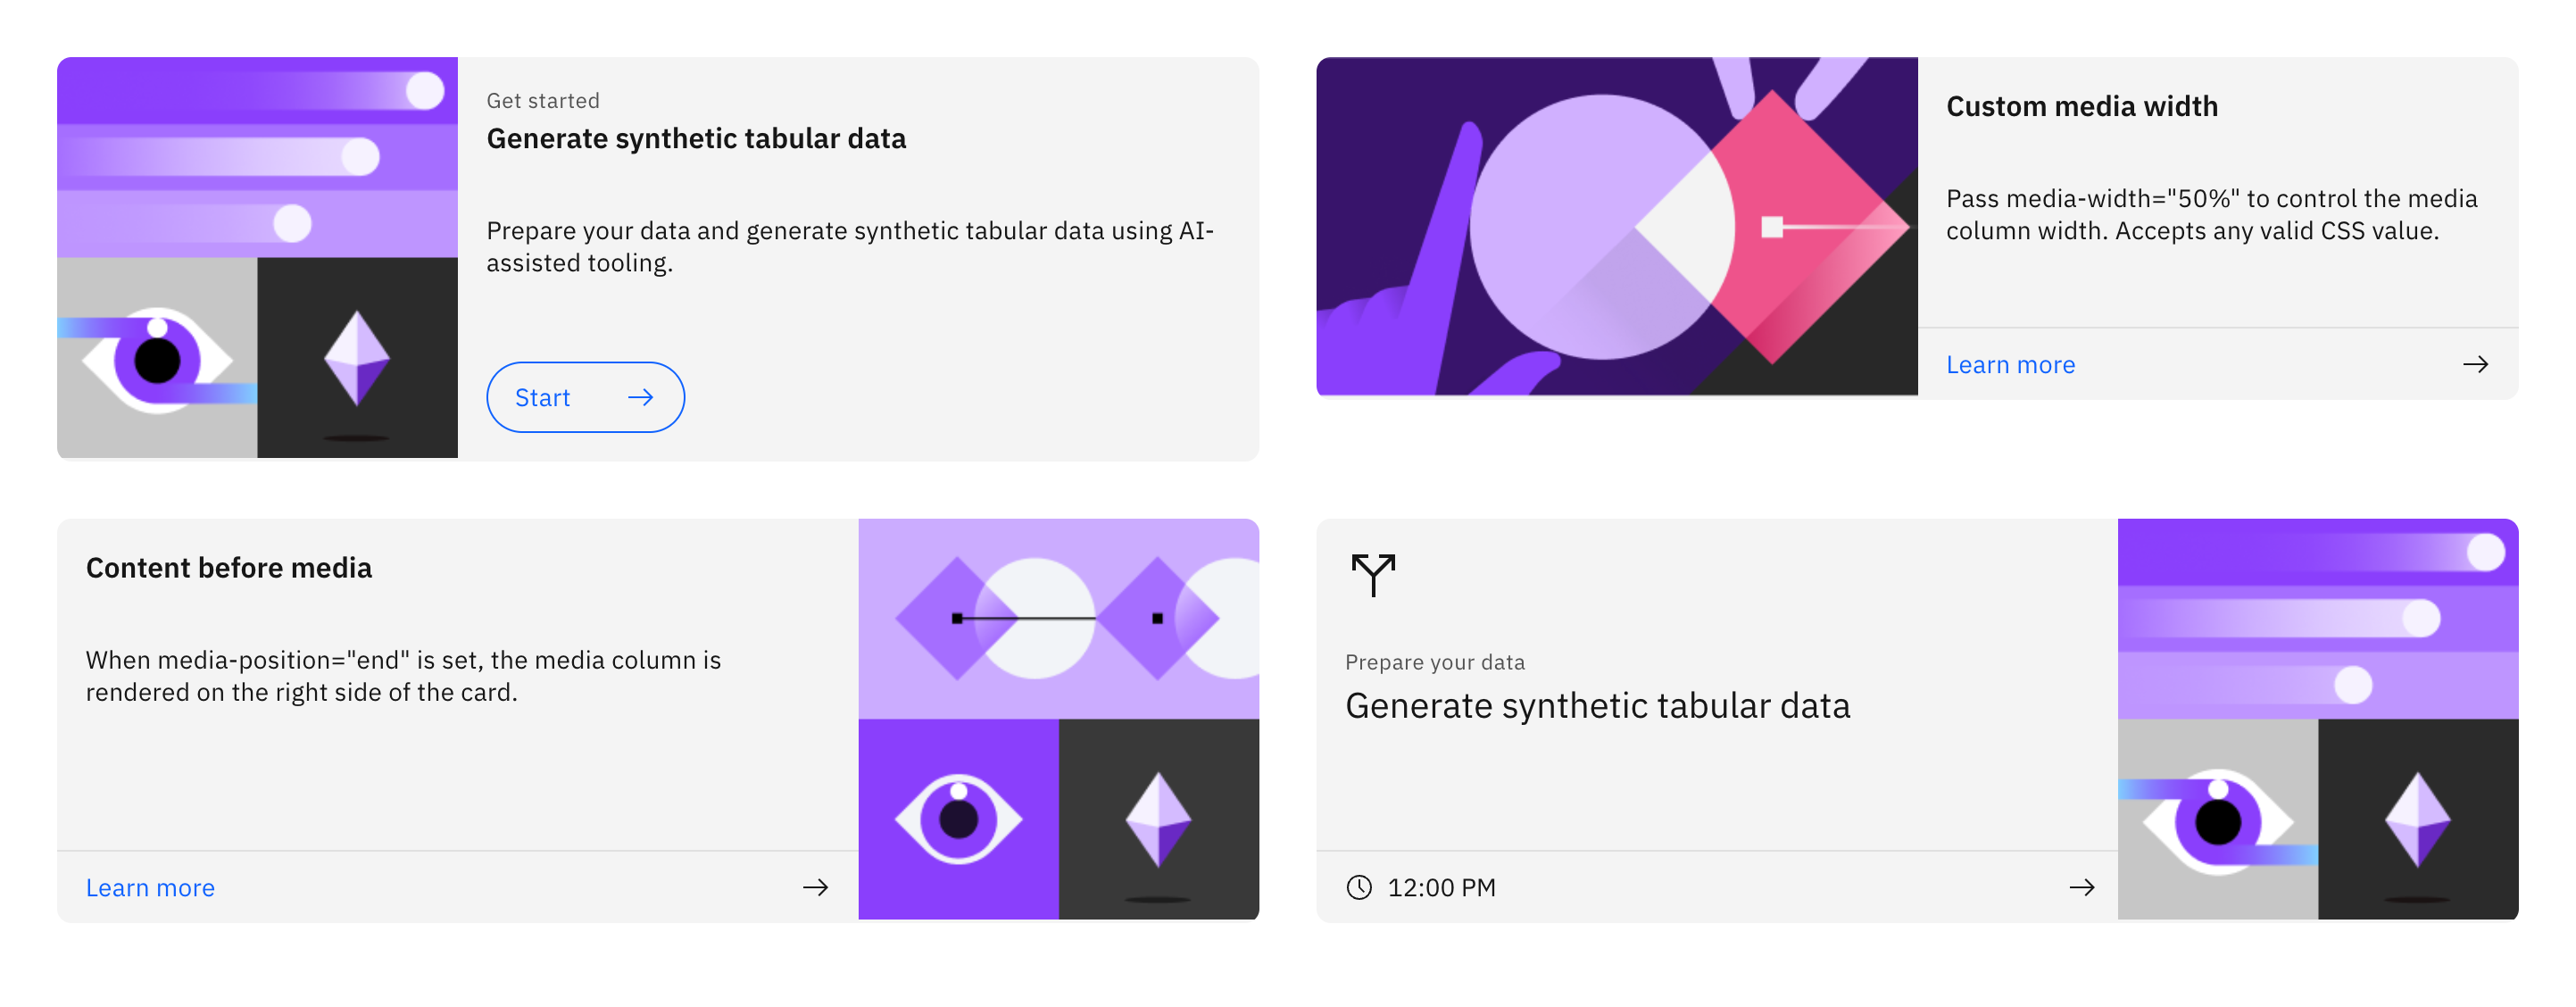 Get started
Generate synthetic tabular data
Prepare your data and generate synthetic tabular data using AI-
assisted tooling.
Start
Custom media width
Pass media-width="50%" to control the media
column width. Accepts any valid CSS value.
Learn more
Content before media
When media-position="end" is set, the media column is
rendered on the right side of the card.
Learn more
Prepare your data
Generate synthetic tabular data
12:00 PM